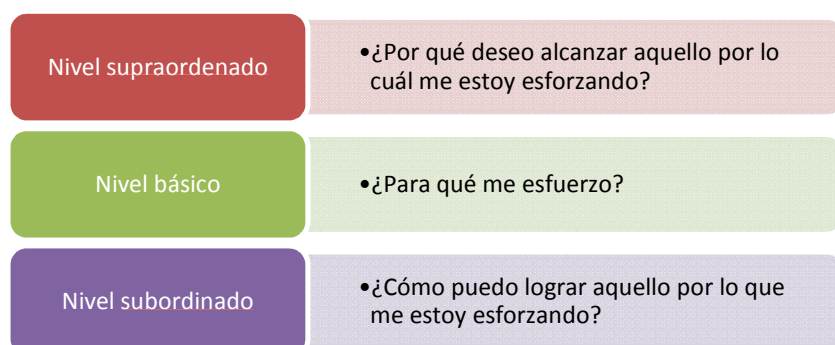 Nivel supraordenado
•¿Por qué deseo alcanzar aquello por lo
cuál me estoy esforzando?
Nivel básico
•¿Para qué me esfuerzo?
Nivel subordinado
•¿Cómo puedo lograr aquello por lo que
me estoy esforzando?